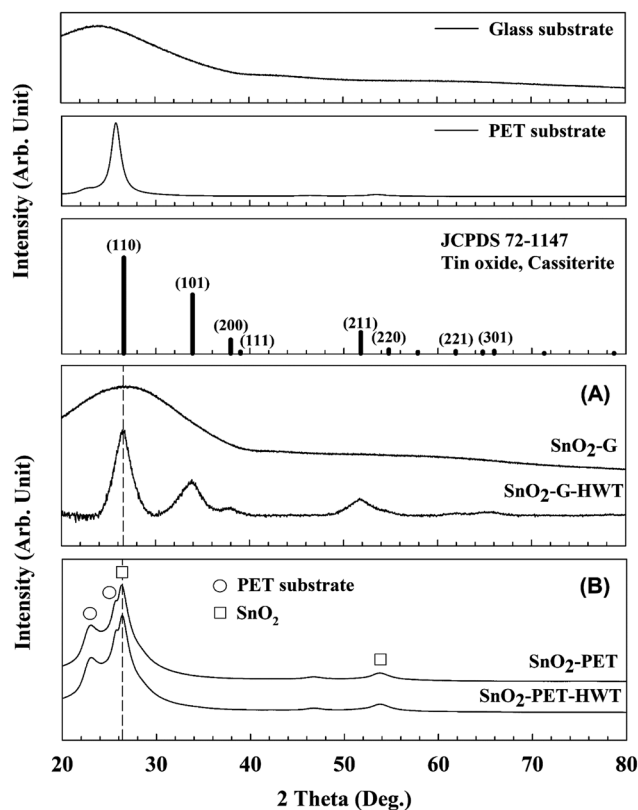 Intensity (Arb. Unit)
Glass substrate
PET substrate
JCPDS 72-1147
Tin oxide, Cassiterite
(110)
(101)
(200)
(111)
(211)
(220)
(221)
(301)
Intensity (Arb. Unit)
(A)
SnO2-G
SnO2-G-HWT
(B)
PET substrate
SnO2
SnO2-PET
SnO2-PET-HWT
20 30 40 50 60 70 80
2 Theta (Deg.)